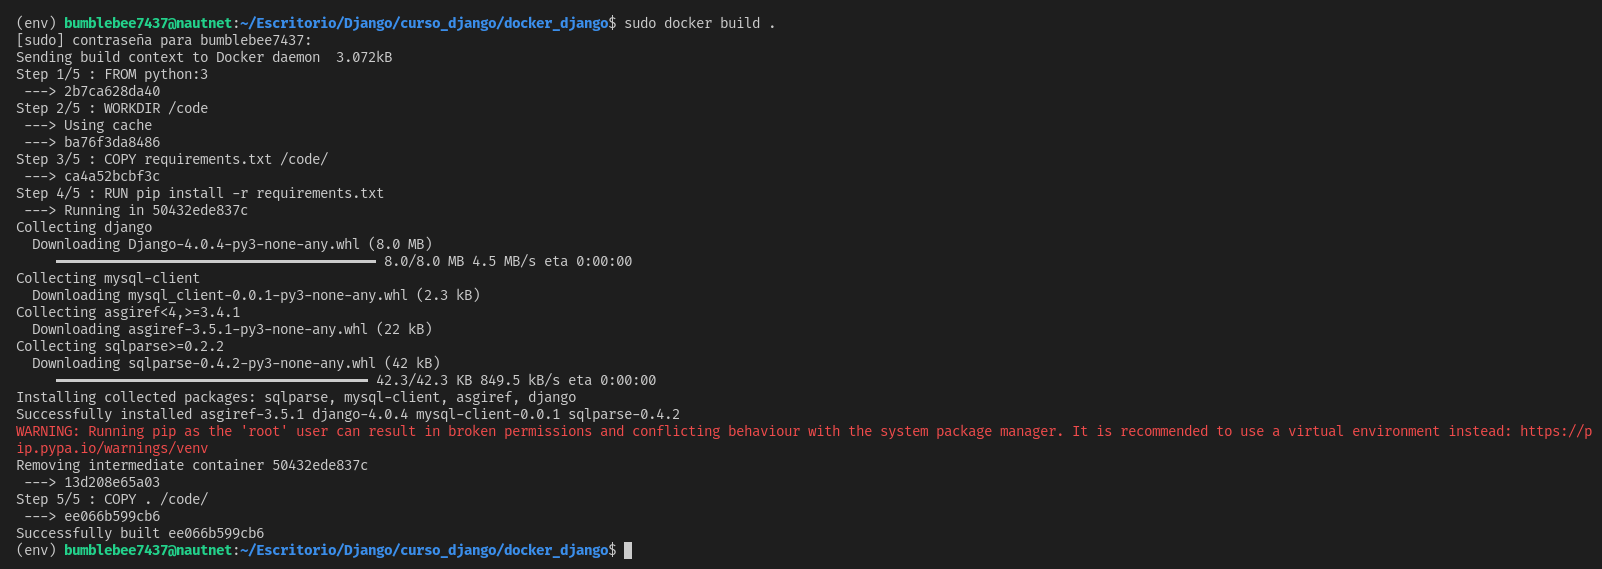 (env) bumblebee7437@nautnet:~/Escritorio/Django/curso_django/docker_django$ sudo docker build .
[sudo] contraseña para bumblebee7437:
Sending build context to Docker daemon  3.072kB
Step 1/5 : FROM python:3
 ---> 2b7ca628da40
Step 2/5 : WORKDIR /code
 ---> Using cache
 ---> ba76f3da8486
Step 3/5 : COPY requirements.txt /code/
 ---> ca4a52bcbf3c
Step 4/5 : RUN pip install -r requirements.txt
 ---> Running in 50432ede837c
Collecting django
  Downloading Django-4.0.4-py3-none-any.whl (8.0 MB)
     ━━━━━━━━━━━━━━━━━━━━━━━━━━━━━━━━━━━━━━━━ 8.0/8.0 MB 4.5 MB/s eta 0:00:00
Collecting mysql-client
  Downloading mysql_client-0.0.1-py3-none-any.whl (2.3 kB)
Collecting asgiref<4,>=3.4.1
  Downloading asgiref-3.5.1-py3-none-any.whl (22 kB)
Collecting sqlparse>=0.2.2
  Downloading sqlparse-0.4.2-py3-none-any.whl (42 kB)
     ━━━━━━━━━━━━━━━━━━━━━━━━━━━━━━━━━━━━━━━ 42.3/42.3 KB 849.5 kB/s eta 0:00:00
Installing collected packages: sqlparse, mysql-client, asgiref, django
Successfully installed asgiref-3.5.1 django-4.0.4 mysql-client-0.0.1 sqlparse-0.4.2
WARNING: Running pip as the 'root' user can result in broken permissions and conflicting behaviour with the system package manager. It is recommended to use a virtual environment instead: https://p
ip.pypa.io/warnings/venv
Removing intermediate container 50432ede837c
 ---> 13d208e65a03
Step 5/5 : COPY . /code/
 ---> ee066b599cb6
Successfully built ee066b599cb6
(env) bumblebee7437@nautnet:~/Escritorio/Django/curso_django/docker_django$